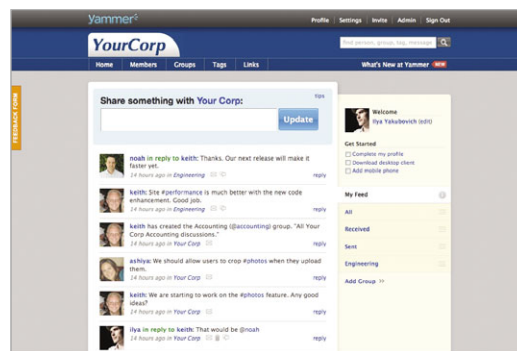 yammer
Profile Settings Invite Admin Sign Out
YourCorp
Find person, group, tag, message
Home Members Groups Tags Links
What's New at Yammer NEW
FEEDBACK FORM
Share something with Your Corp:
tips
Update
noah in reply to keith: Thanks. Our next release will make it
faster yet.
14 hours ago in Engineering
reply
keith: Site #performance is much better with the new code
enhancement. Good job.
14 hours ago in Engineering
reply
keith has created the Accounting (@accounting) group. "All Your
Corp Accounting discussions."
14 hours ago in Your Corp
reply
ashiya: We should allow users to crop #photos when they upload
them.
14 hours ago in Your Corp
reply
keith: We are starting to work on the #photos feature. Any good
ideas?
14 hours ago in Your Corp
reply
ilya in reply to keith: That would be @noah
14 hours ago in Your Corp
reply
Welcome
Ilya Yakubovich (edit)
Get Started
Complete my profile
Download desktop client
Add mobile phone
My Feed
All
Received
Sent
Engineering
Add Group >>